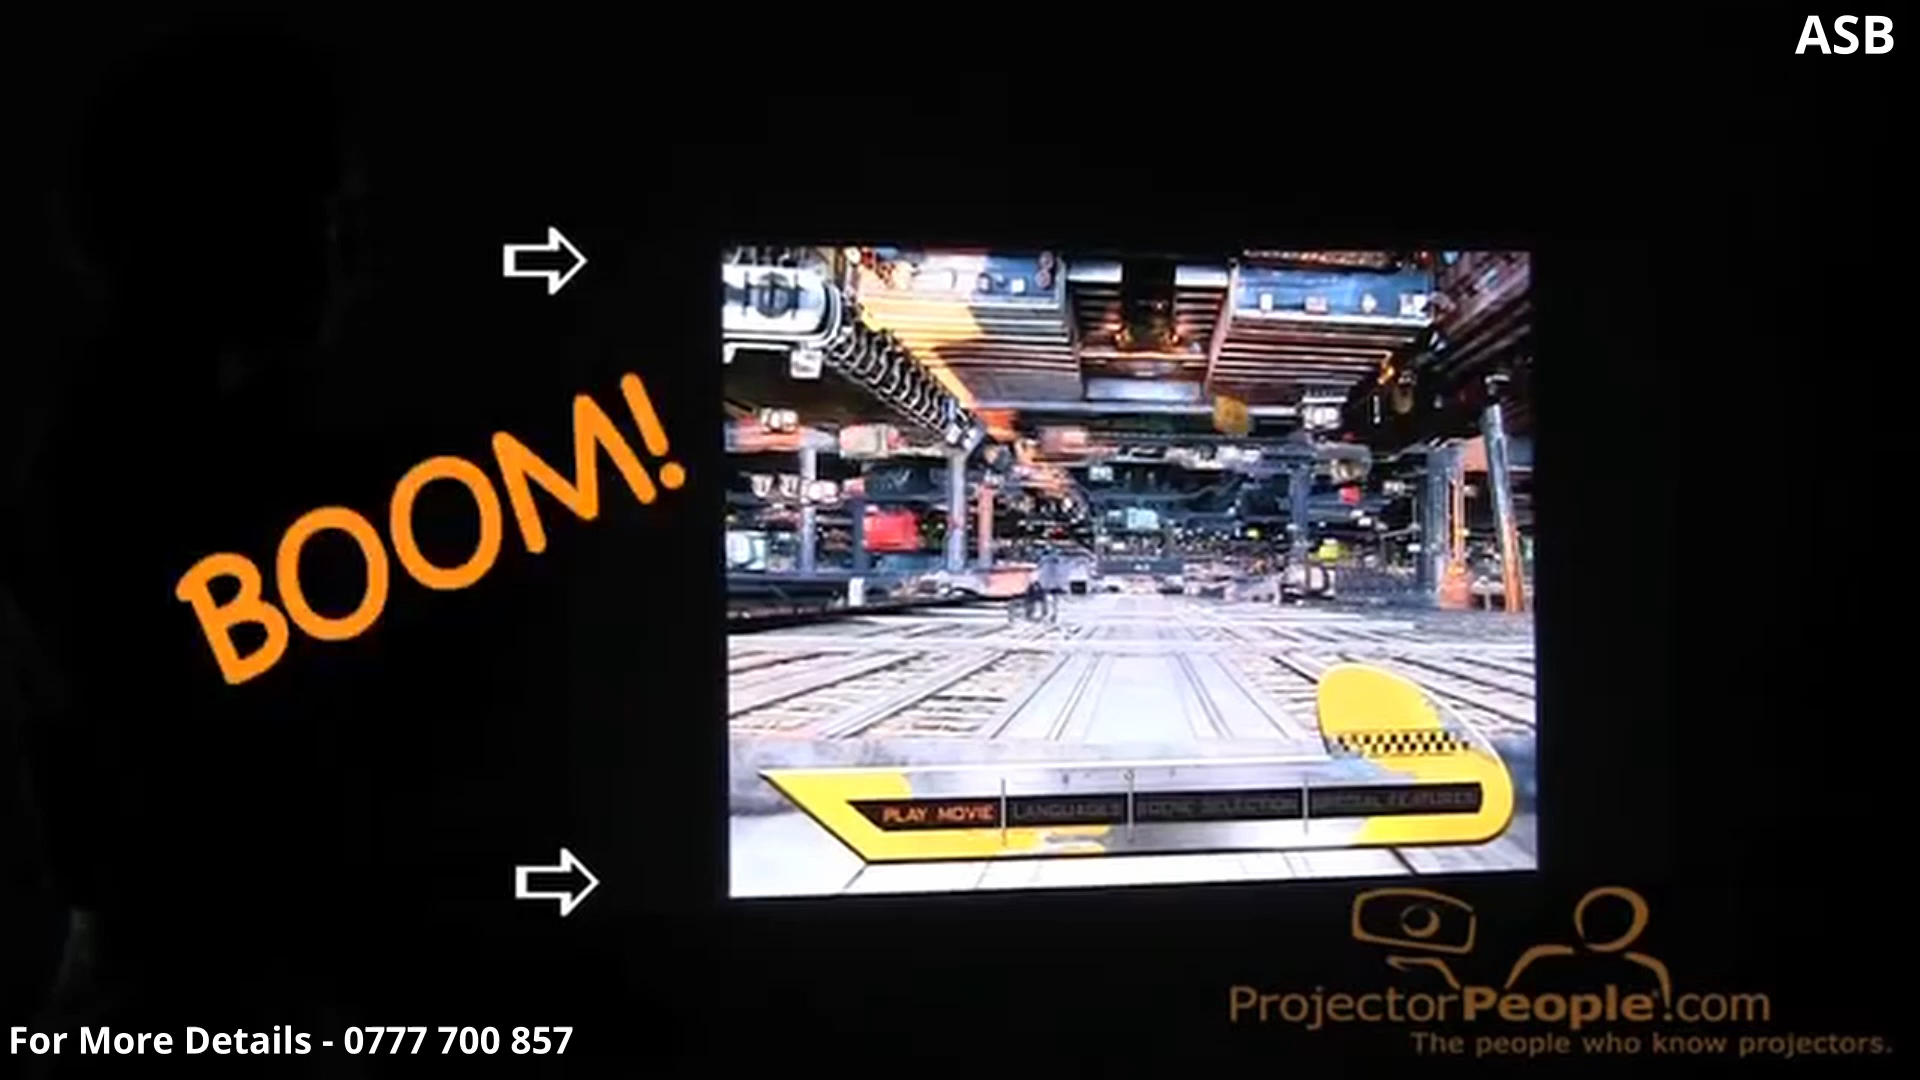 ASB
BOOM!
PLAY MOVIE LANGUAGES SCENE SELECTION SPECIAL FEATURES
ProjectorPeople.com
The people who know projectors.
For More Details - 0777 700 857